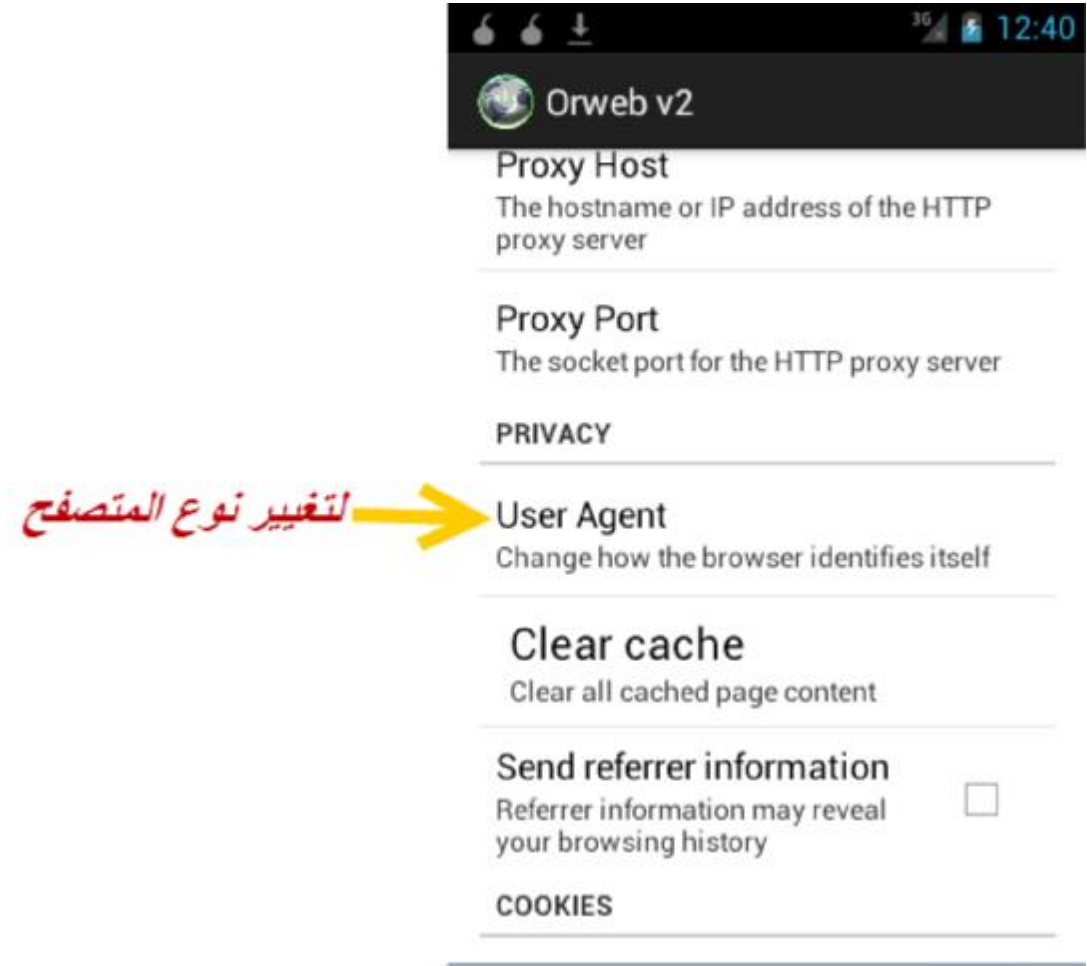 3G 12:40
Orweb v2
Proxy Host
The hostname or IP address of the HTTP
proxy server
Proxy Port
The socket port for the HTTP proxy server
PRIVACY
لتغيير نوع المتصفح
User Agent
Change how the browser identifies itself
Clear cache
Clear all cached page content
Send referrer information
Referrer information may reveal
your browsing history
COOKIES